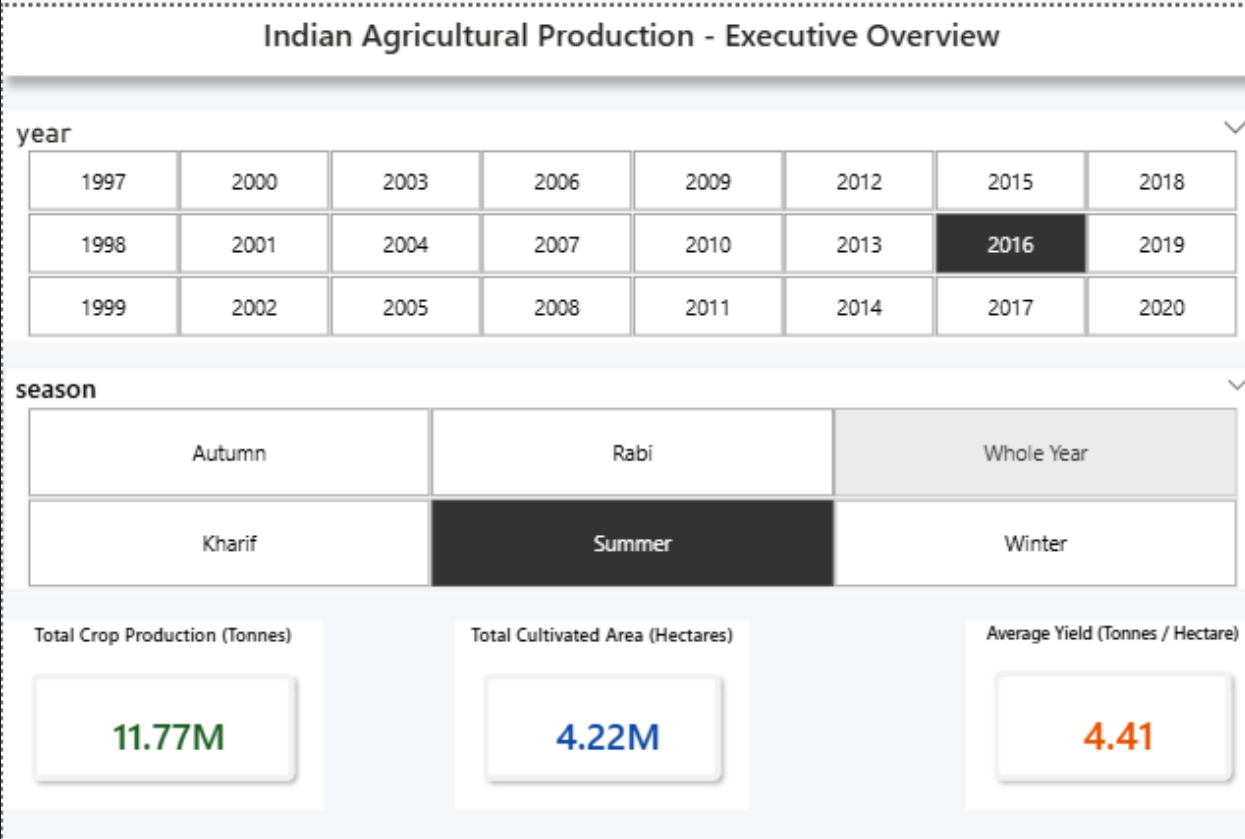 Indian Agricultural Production - Executive Overview
year
1997 2000 2003 2006 2009 2012 2015 2018
1998 2001 2004 2007 2010 2013 2016 2019
1999 2002 2005 2008 2011 2014 2017 2020
season
Autumn Rabi Whole Year
Kharif Summer Winter
Total Crop Production (Tonnes) Total Cultivated Area (Hectares) Average Yield (Tonnes / Hectare)
11.77M 4.22M 4.41